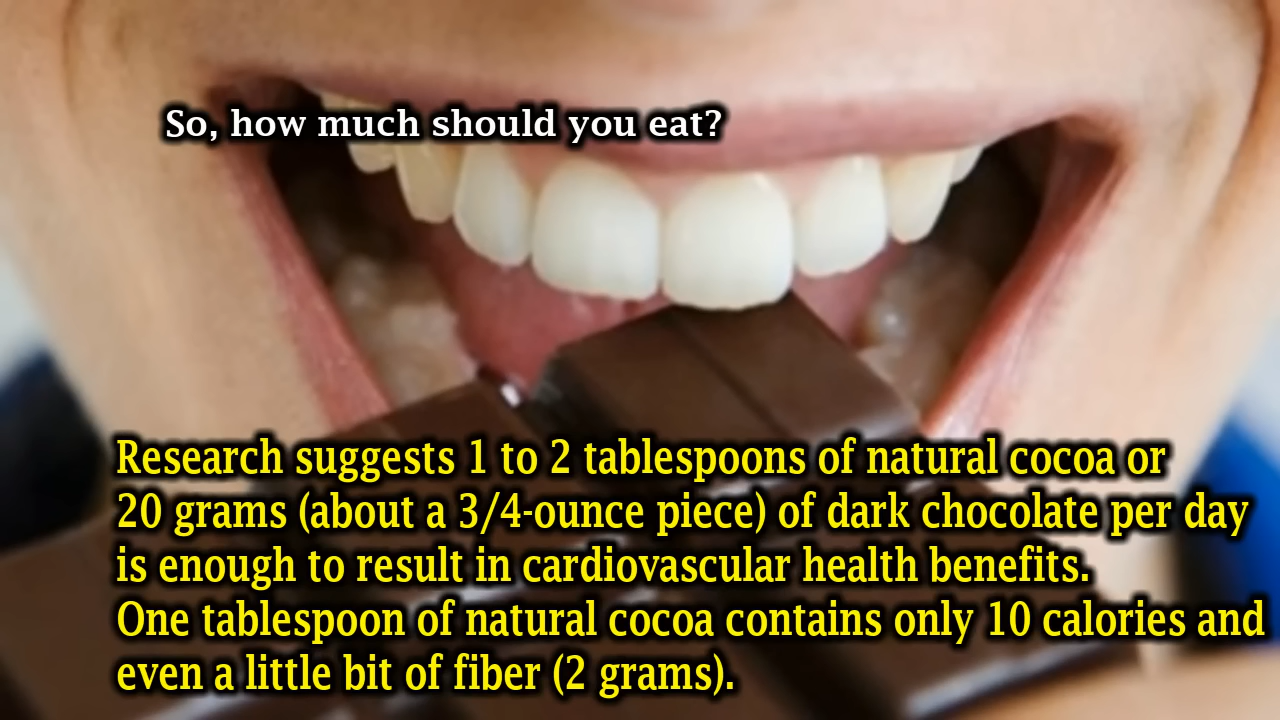 So, how much should you eat?
Research suggests 1 to 2 tablespoons of natural cocoa or
20 grams (about a 3/4-ounce piece) of dark chocolate per day
is enough to result in cardiovascular health benefits.
One tablespoon of natural cocoa contains only 10 calories and
even a little bit of fiber (2 grams).